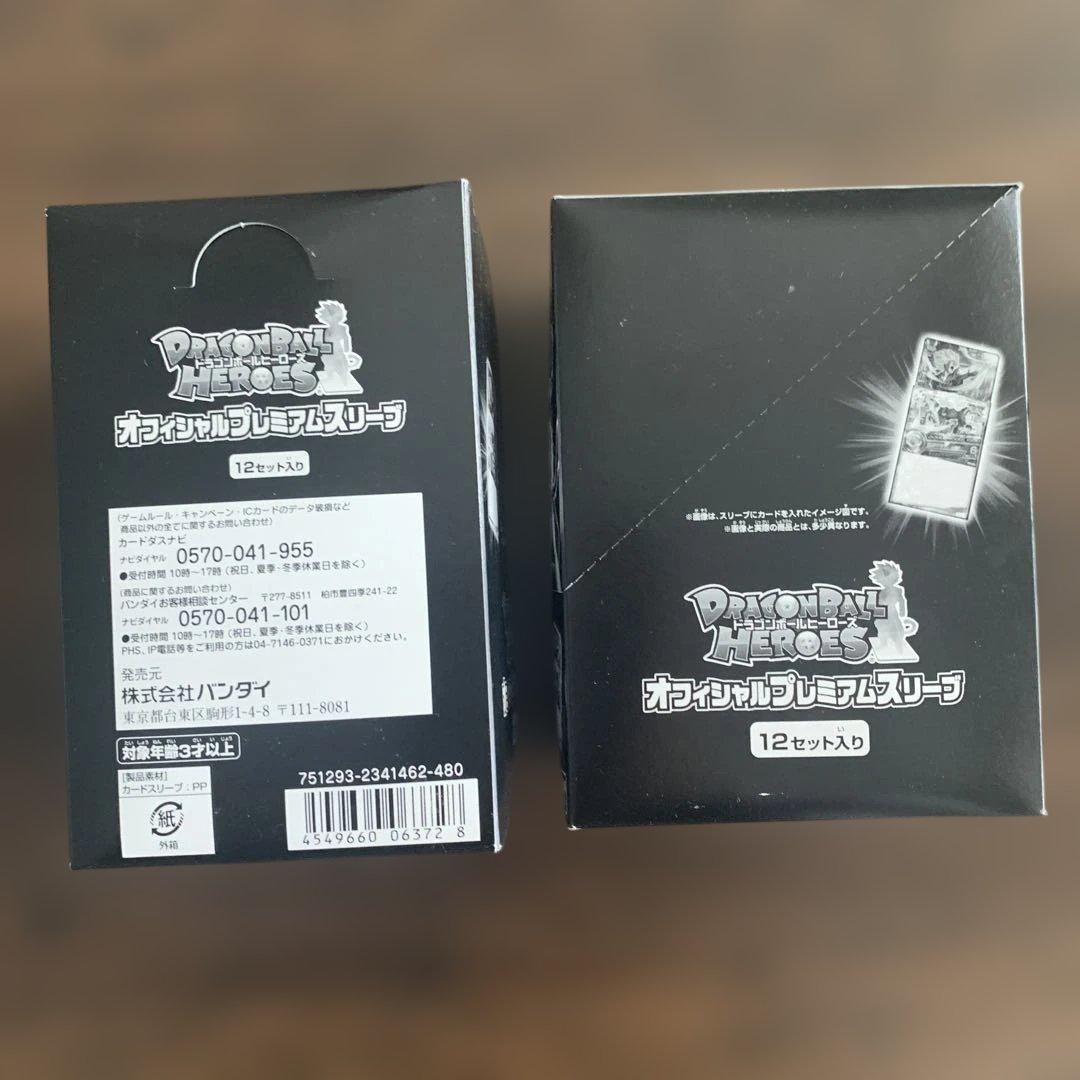 DRAGONBALL
ドラゴンボールヒーローズ
HEROES
オフィシャルプレミアムスリーブ
12セット入り
(ゲームルール・キャンペーン・ICカードのデータ破損など
商品以外の全てに関するお問い合わせ)
カードダスナビ
ナビダイヤル 0570-041-955
●受付時間 10時〜17時(祝日、夏季・冬季休業日を除く)
(商品に関するお問い合わせ)
バンダイお客様相談センター 〒277-8511 柏市豊四季241-22
ナビダイヤル 0570-041-101
●受付時間 10時〜17時(祝日、夏季・冬季休業日を除く)
PHS、IP電話等をご利用の方は04-7146-0371におかけください。
発売元
株式会社バンダイ
東京都台東区駒形1-4-8 〒111-8081
対象年齢3才以上
[製品素材]
カードスリーブ:PP
紙
外箱
751293-2341462-480
4549660 06372 8
※画像は、スリーブにカードを入れたイメージ図です。
※画像と実際の商品とは、多少異なります。
DRAGONBALL
ドラゴンボールヒーローズ
HEROES
オフィシャルプレミアムスリーブ
12セット入り